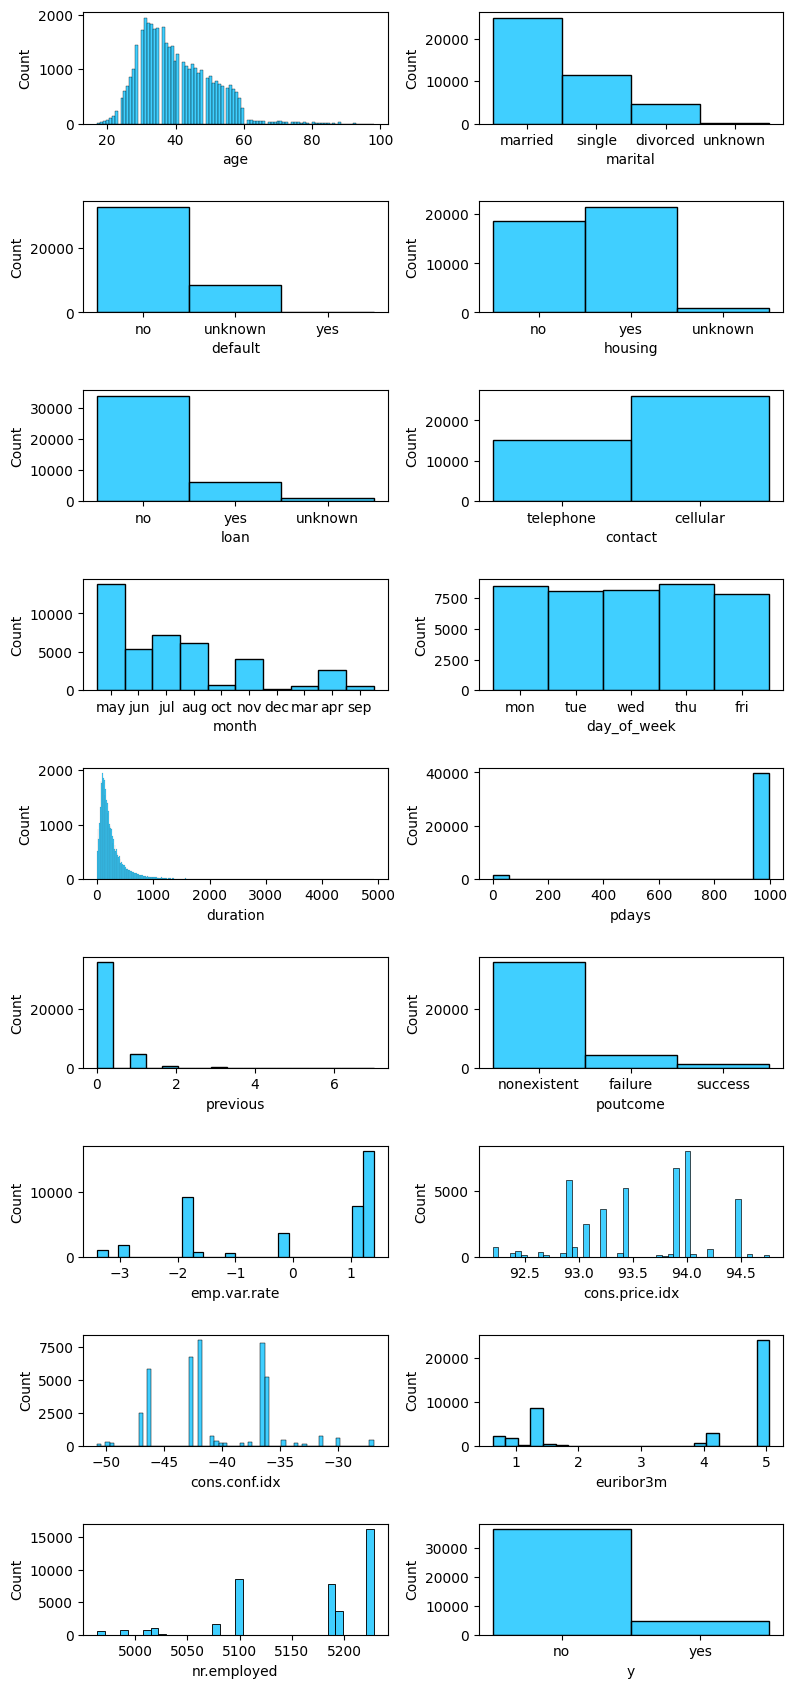 2000
1000
0
Count
20 40 60 80 100
age
20000
10000
0
Count
married single divorced unknown
marital
20000
0
Count
no unknown yes
default
20000
10000
0
Count
no yes unknown
housing
30000
20000
10000
0
Count
no yes unknown
loan
20000
10000
0
Count
telephone cellular
contact
10000
5000
0
Count
may jun jul aug oct nov dec mar apr sep
month
7500
5000
2500
0
Count
mon tue wed thu fri
day_of_week
2000
1000
0
Count
0 1000 2000 3000 4000 5000
duration
40000
20000
0
Count
0 200 400 600 800 1000
pdays
20000
0
Count
0 2 4 6
previous
20000
0
Count
nonexistent failure success
poutcome
10000
0
Count
−3 −2 −1 0 1
emp.var.rate
5000
0
Count
92.5 93.0 93.5 94.0 94.5
cons.price.idx
7500
5000
2500
0
Count
−50 −45 −40 −35 −30
cons.conf.idx
20000
10000
0
Count
1 2 3 4 5
euribor3m
15000
10000
5000
0
Count
5000 5050 5100 5150 5200
nr.employed
30000
20000
10000
0
Count
no yes
y